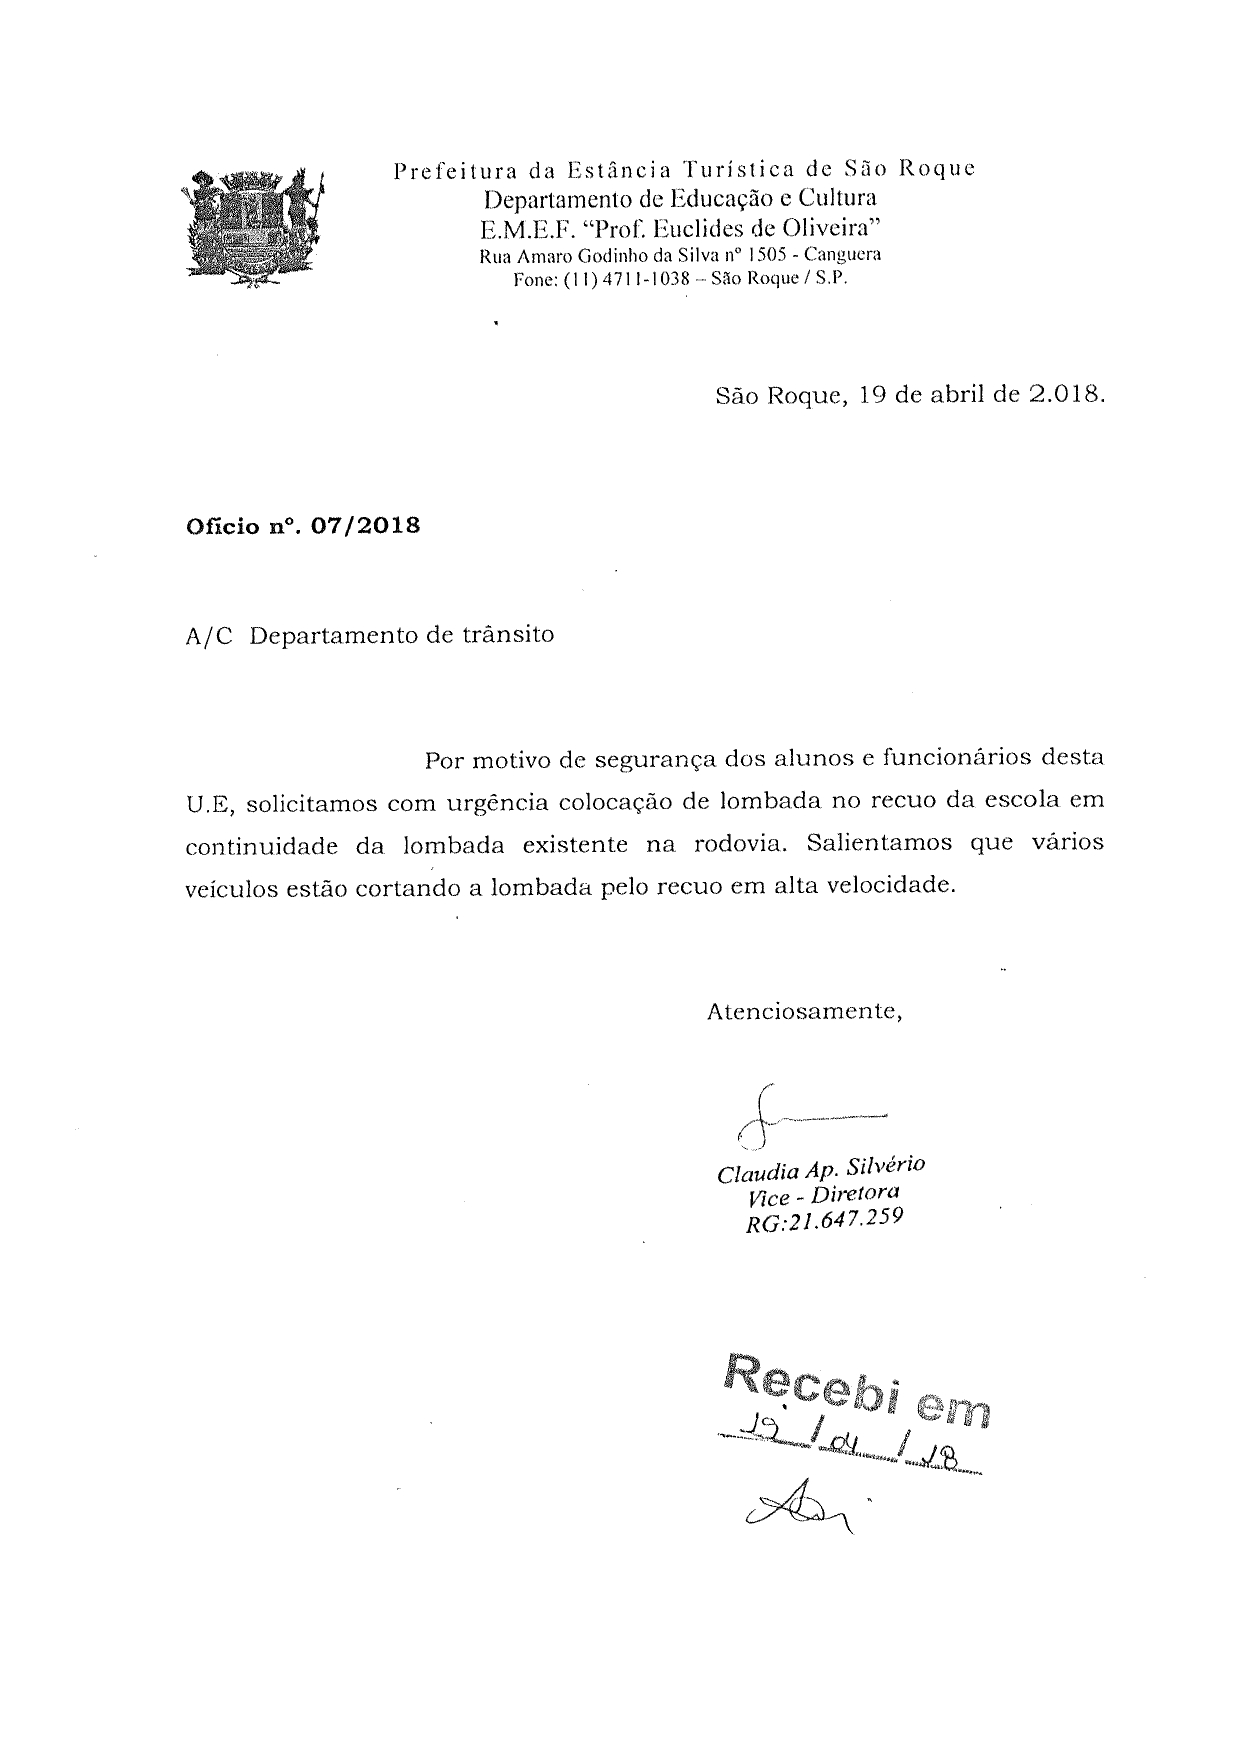 Prefeitura da Estância Turística de São Roque
Departamento de Educação e Cultura
E.M.E.F. “Prof. Euclides de Oliveira”
Rua Amaro Godinho da Silva nº 1505 - Canguera
Fone: (11) 4711-1038 – São Roque / S.P.
São Roque, 19 de abril de 2.018.
Ofício nº. 07/2018
A/C Departamento de trânsito
Por motivo de segurança dos alunos e funcionários desta
U.E, solicitamos com urgência colocação de lombada no recuo da escola em
continuidade da lombada existente na rodovia. Salientamos que vários
veículos estão cortando a lombada pelo recuo em alta velocidade.
Atenciosamente,
Claudia Ap. Silvério
Vice - Diretora
RG:21.647.259
Recebi em
19 / 04 / 18